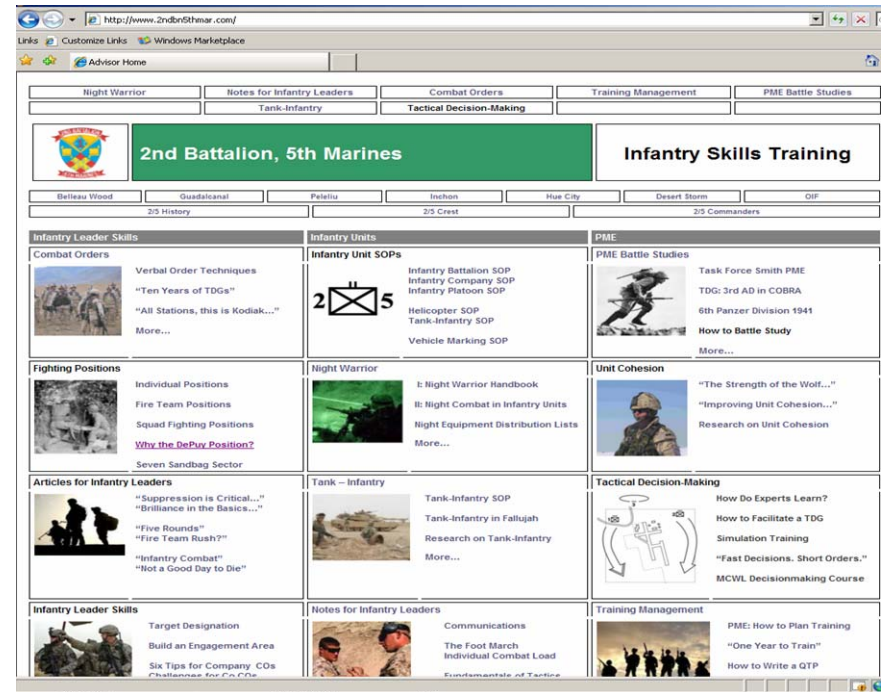 http://www.2ndbn5thmar.com/
Links Customize Links Windows Marketplace
Advisor Home
Night Warrior Notes for Infantry Leaders Combat Orders Training Management PME Battle Studies
Tank-Infantry Tactical Decision-Making
2nd Battalion, 5th Marines Infantry Skills Training
Belleau Wood Guadalcanal Peleliu Inchon Hue City Desert Storm OIF
2/5 History 2/5 Crest 2/5 Commanders
Infantry Leader Skills Infantry Units PME
Combat Orders
Verbal Order Techniques
"Ten Years of TDGs"
"All Stations, this is Kodiak..."
More...
Infantry Unit SOPs
2 5
Infantry Battalion SOP
Infantry Company SOP
Infantry Platoon SOP
Helicopter SOP
Tank-Infantry SOP
Vehicle Marking SOP
PME Battle Studies
Task Force Smith PME
TDG: 3rd AD in COBRA
6th Panzer Division 1941
How to Battle Study
More...
Fighting Positions
Individual Positions
Fire Team Positions
Squad Fighting Positions
Why the DePuy Position?
Seven Sandbag Sector
Night Warrior
I: Night Warrior Handbook
II: Night Combat in Infantry Units
Night Equipment Distribution Lists
More...
Unit Cohesion
"The Strength of the Wolf..."
"Improving Unit Cohesion..."
Research on Unit Cohesion
Articles for Infantry Leaders
"Suppression is Critical..."
"Brilliance in the Basics..."
"Five Rounds"
"Fire Team Rush?"
"Infantry Combat"
"Not a Good Day to Die"
Tank – Infantry
Tank-Infantry SOP
Tank-Infantry in Fallujah
Research on Tank-Infantry
More...
Tactical Decision-Making
How Do Experts Learn?
How to Facilitate a TDG
Simulation Training
"Fast Decisions. Short Orders."
MCWL Decisionmaking Course
Infantry Leader Skills
Target Designation
Build an Engagement Area
Six Tips for Company COs
Challenges for Co COs
Notes for Infantry Leaders
Communications
The Foot March
Individual Combat Load
Fundamentals of Tactics
Training Management
PME: How to Plan Training
"One Year to Train"
How to Write a QTP